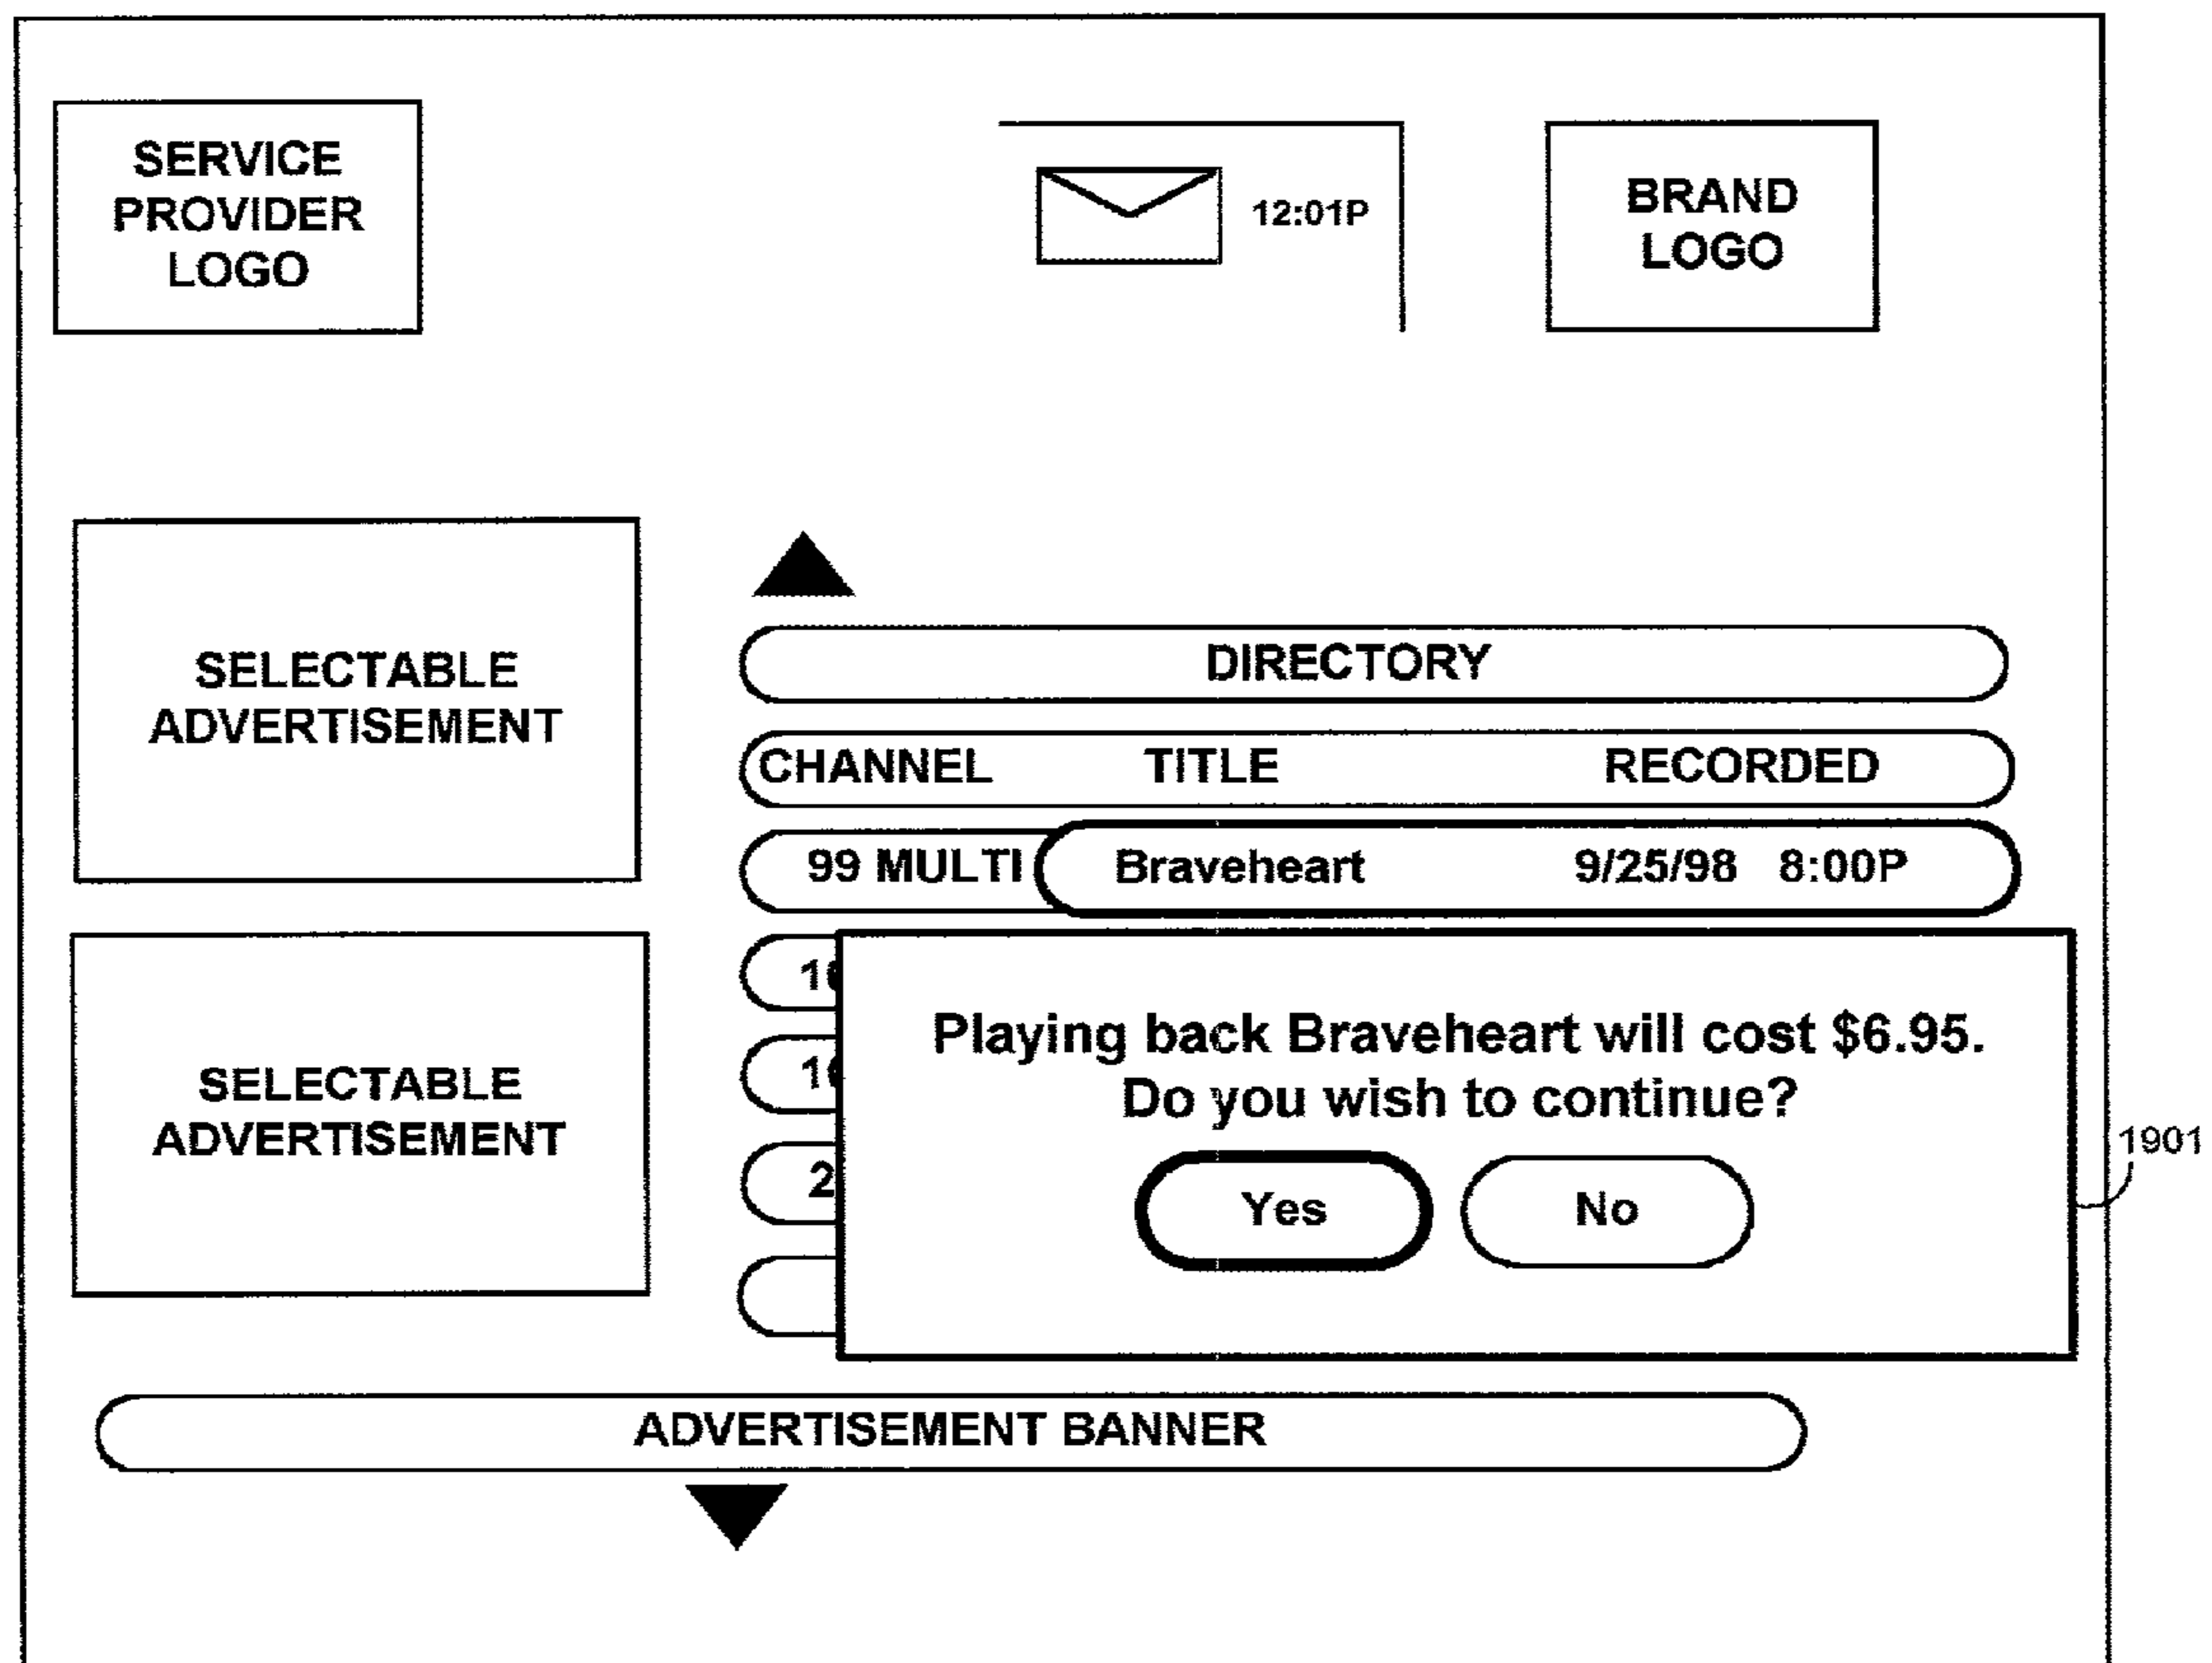 SERVICE
PROVIDER
LOGO
12:01P
BRAND
LOGO
SELECTABLE
ADVERTISEMENT
DIRECTORY
CHANNEL TITLE RECORDED
99 MULTI Braveheart 9/25/98 8:00P
SELECTABLE
ADVERTISEMENT
Playing back Braveheart will cost $6.95.
Do you wish to continue?
Yes No
1901
ADVERTISEMENT BANNER